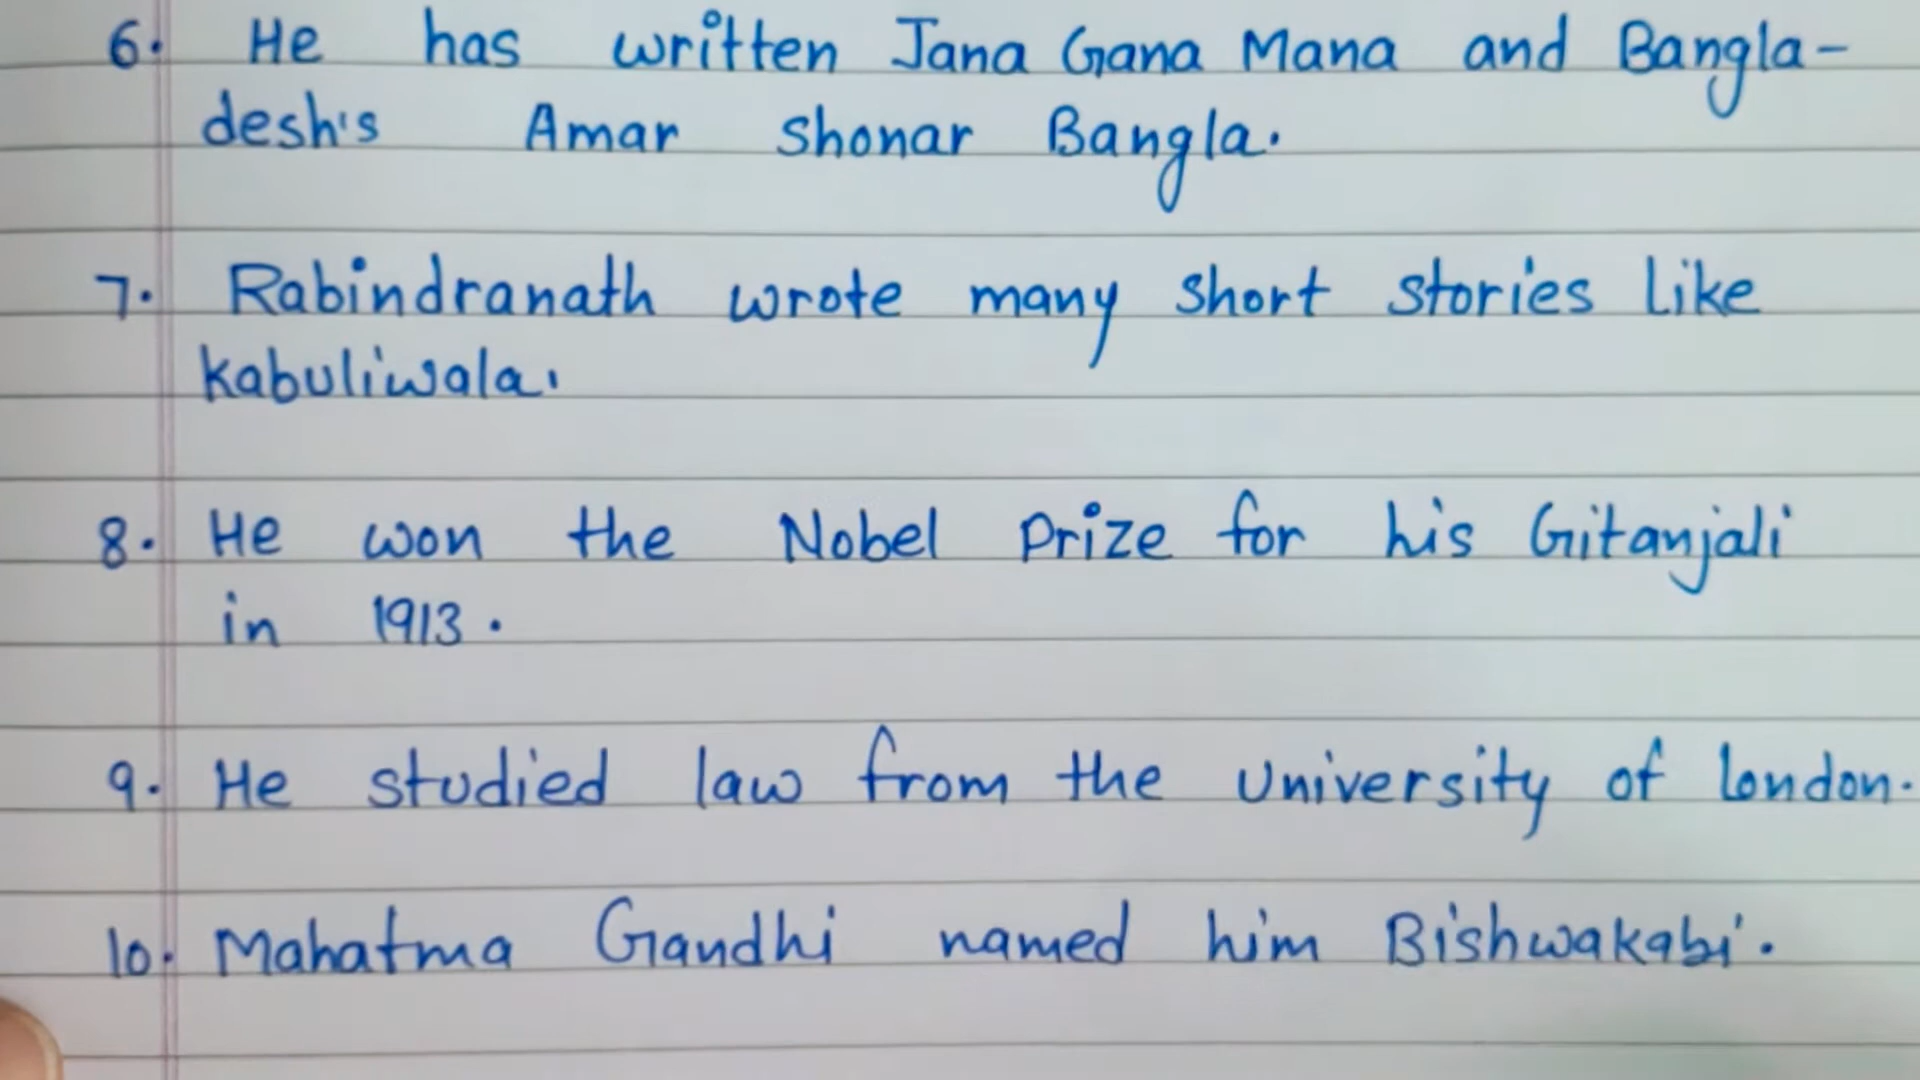 6. He has written Jana Gana Mana and Bangla-
desh's Amar Shonar Bangla.
7. Rabindranath wrote many short stories like
kabuliwala.
8. He won the Nobel Prize for his Gitanjali
in 1913.
9. He studied law from the University of London.
10. Mahatma Gandhi named him Bishwakabi.